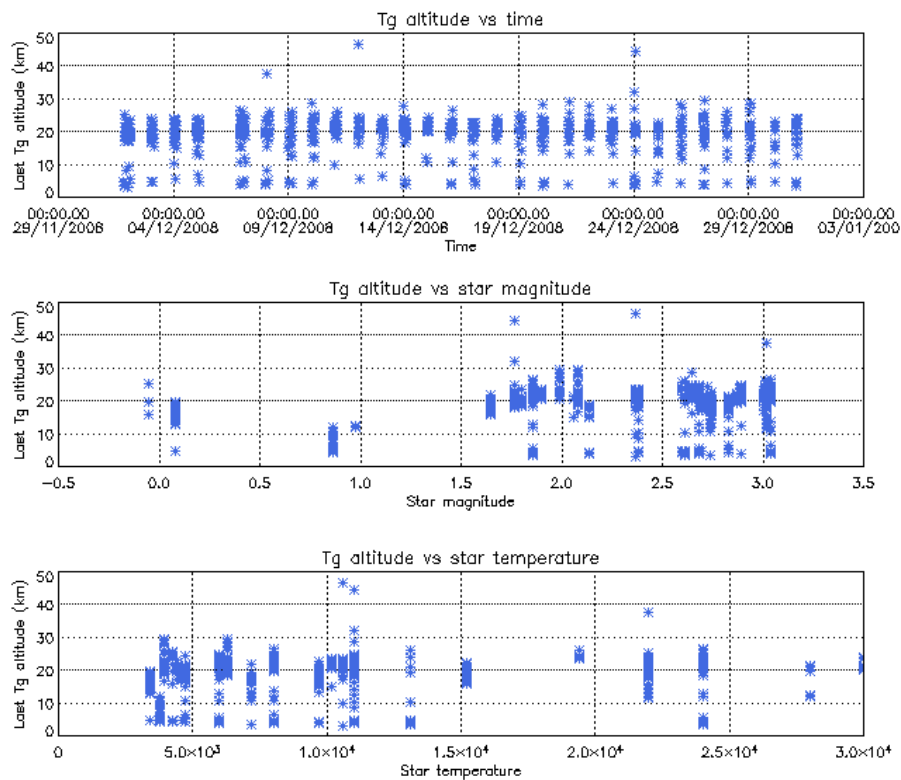 Tg altitude vs time
50
40
30
20
10
0
Last Tg altitude (km)
00:00.00 00:00.00 00:00.00 00:00.00 00:00.00 00:00.00 00:00.00 00:00.00
29/11/2008 04/12/2008 09/12/2008 14/12/2008 19/12/2008 24/12/2008 29/12/2008 03/01/200
Time
Tg altitude vs star magnitude
50
40
30
20
10
0
Last Tg altitude (km)
−0.5 0.0 0.5 1.0 1.5 2.0 2.5 3.0 3.5
Star magnitude
Tg altitude vs star temperature
50
40
30
20
10
0
Last Tg altitude (km)
0 5.0×10³ 1.0×10⁴ 1.5×10⁴ 2.0×10⁴ 2.5×10⁴ 3.0×10⁴
Star temperature